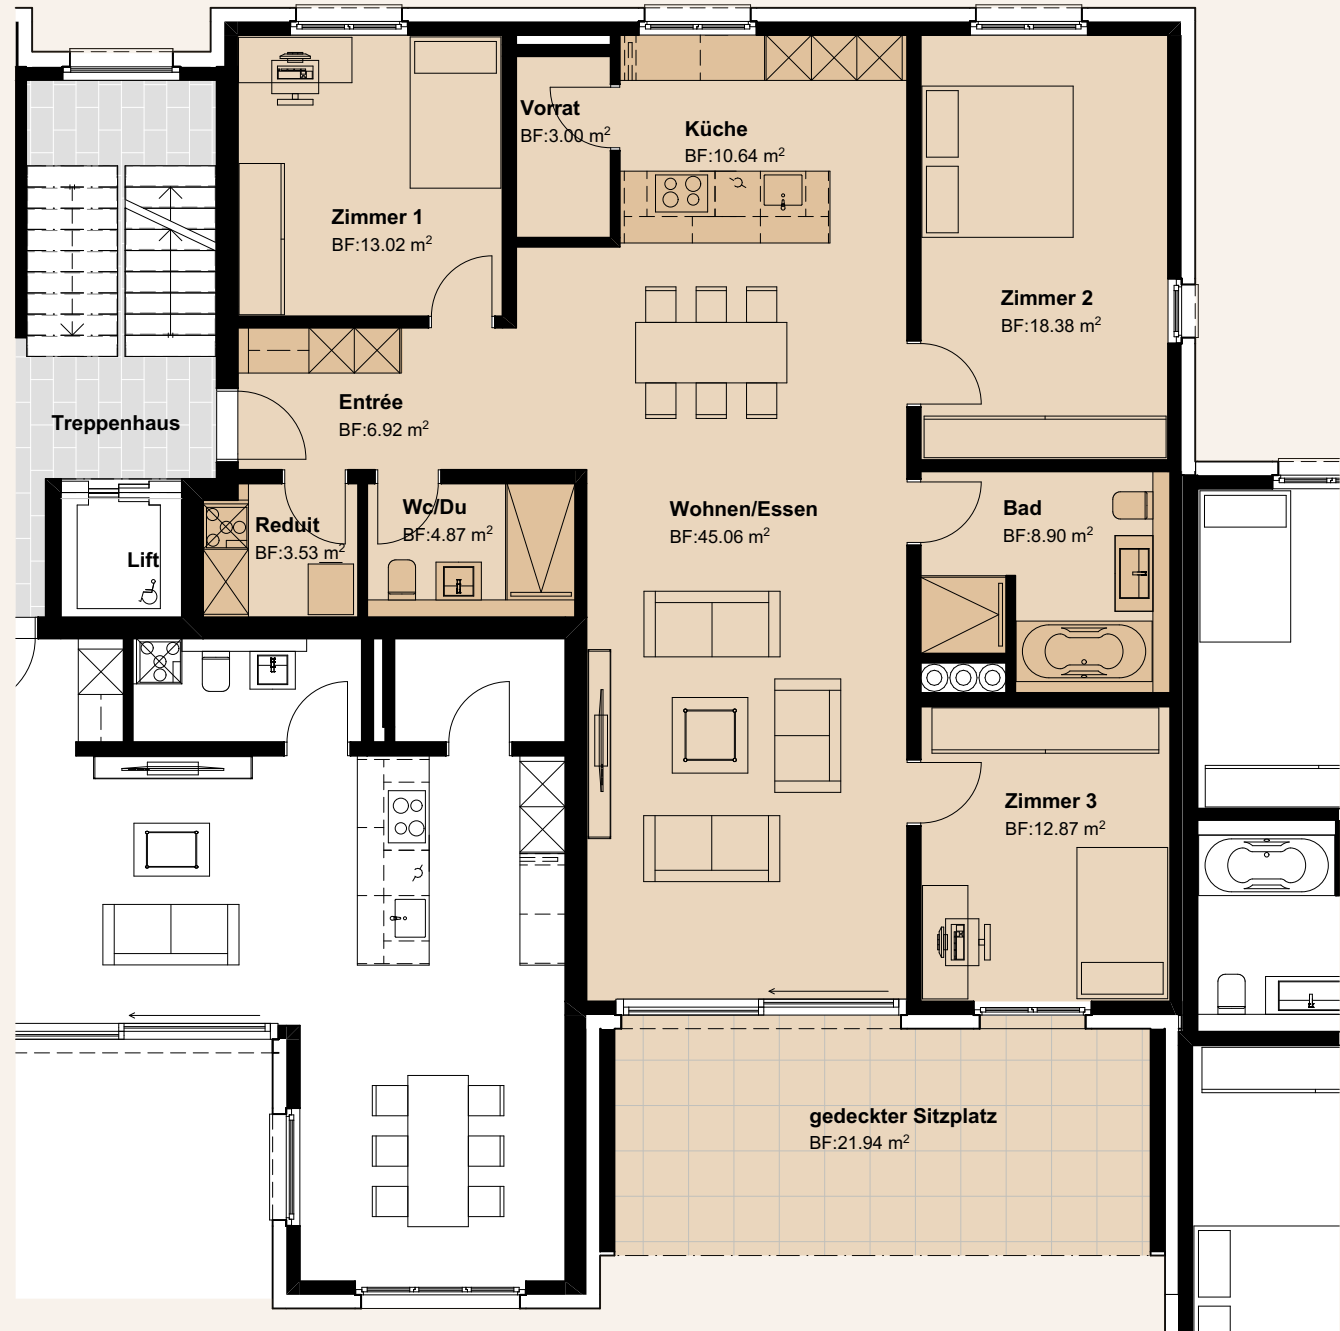 Vorrat
BF:3.00 m²
Küche
BF:10.64 m²
Zimmer 1
BF:13.02 m²
Zimmer 2
BF:18.38 m²
Entrée
BF:6.92 m²
Treppenhaus
Reduit
BF:3.53 m²
Wc/Du
BF:4.87 m²
Wohnen/Essen
BF:45.06 m²
Bad
BF:8.90 m²
Lift
Zimmer 3
BF:12.87 m²
gedeckter Sitzplatz
BF:21.94 m²